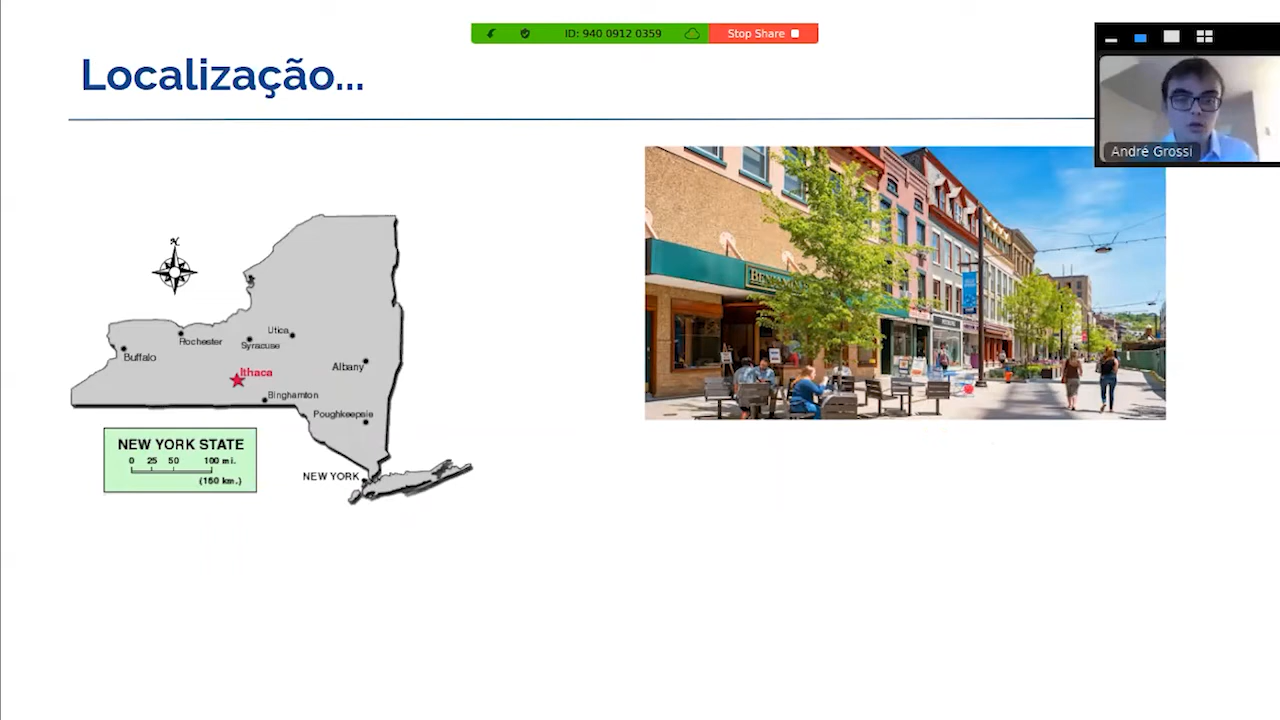 ID: 940 0912 0359
Stop Share
Localização...
André Grossi
N
Utica
Rochester
Syracuse
Buffalo
Albany
Ithaca
Binghamton
Poughkeepsie
NEW YORK STATE
0 25 50 100 mi.
(160 km.)
NEW YORK